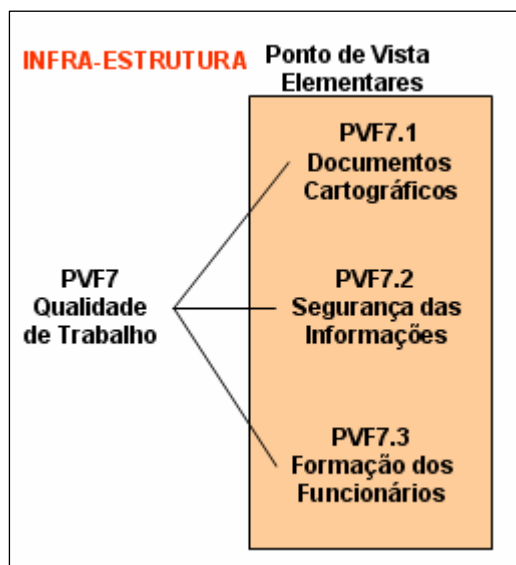 INFRA-ESTRUTURA
Ponto de Vista
Elementares
PVF7
Qualidade
de Trabalho
PVF7.1
Documentos
Cartográficos
PVF7.2
Segurança das
Informações
PVF7.3
Formação dos
Funcionários